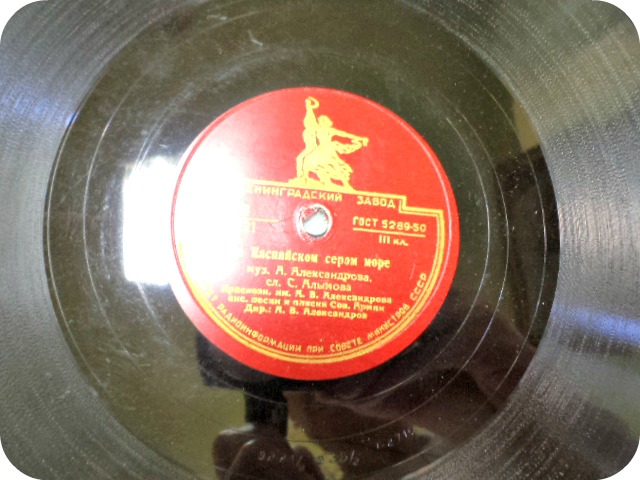 НИНГРАДСКИЙ ЗАВОД
ГОСТ 5289-50
III кл.
Каспийском сером море
муз. А. Александрова,
сл. С. Алымова
Краснозн. им. А. В. Александрова
анс. песни и пляски Сов. Армии
Дир.: А. В. Александров
РАДИОИНФОРМАЦИИ ПРИ СОВЕТЕ МИНИСТРОВ СССР